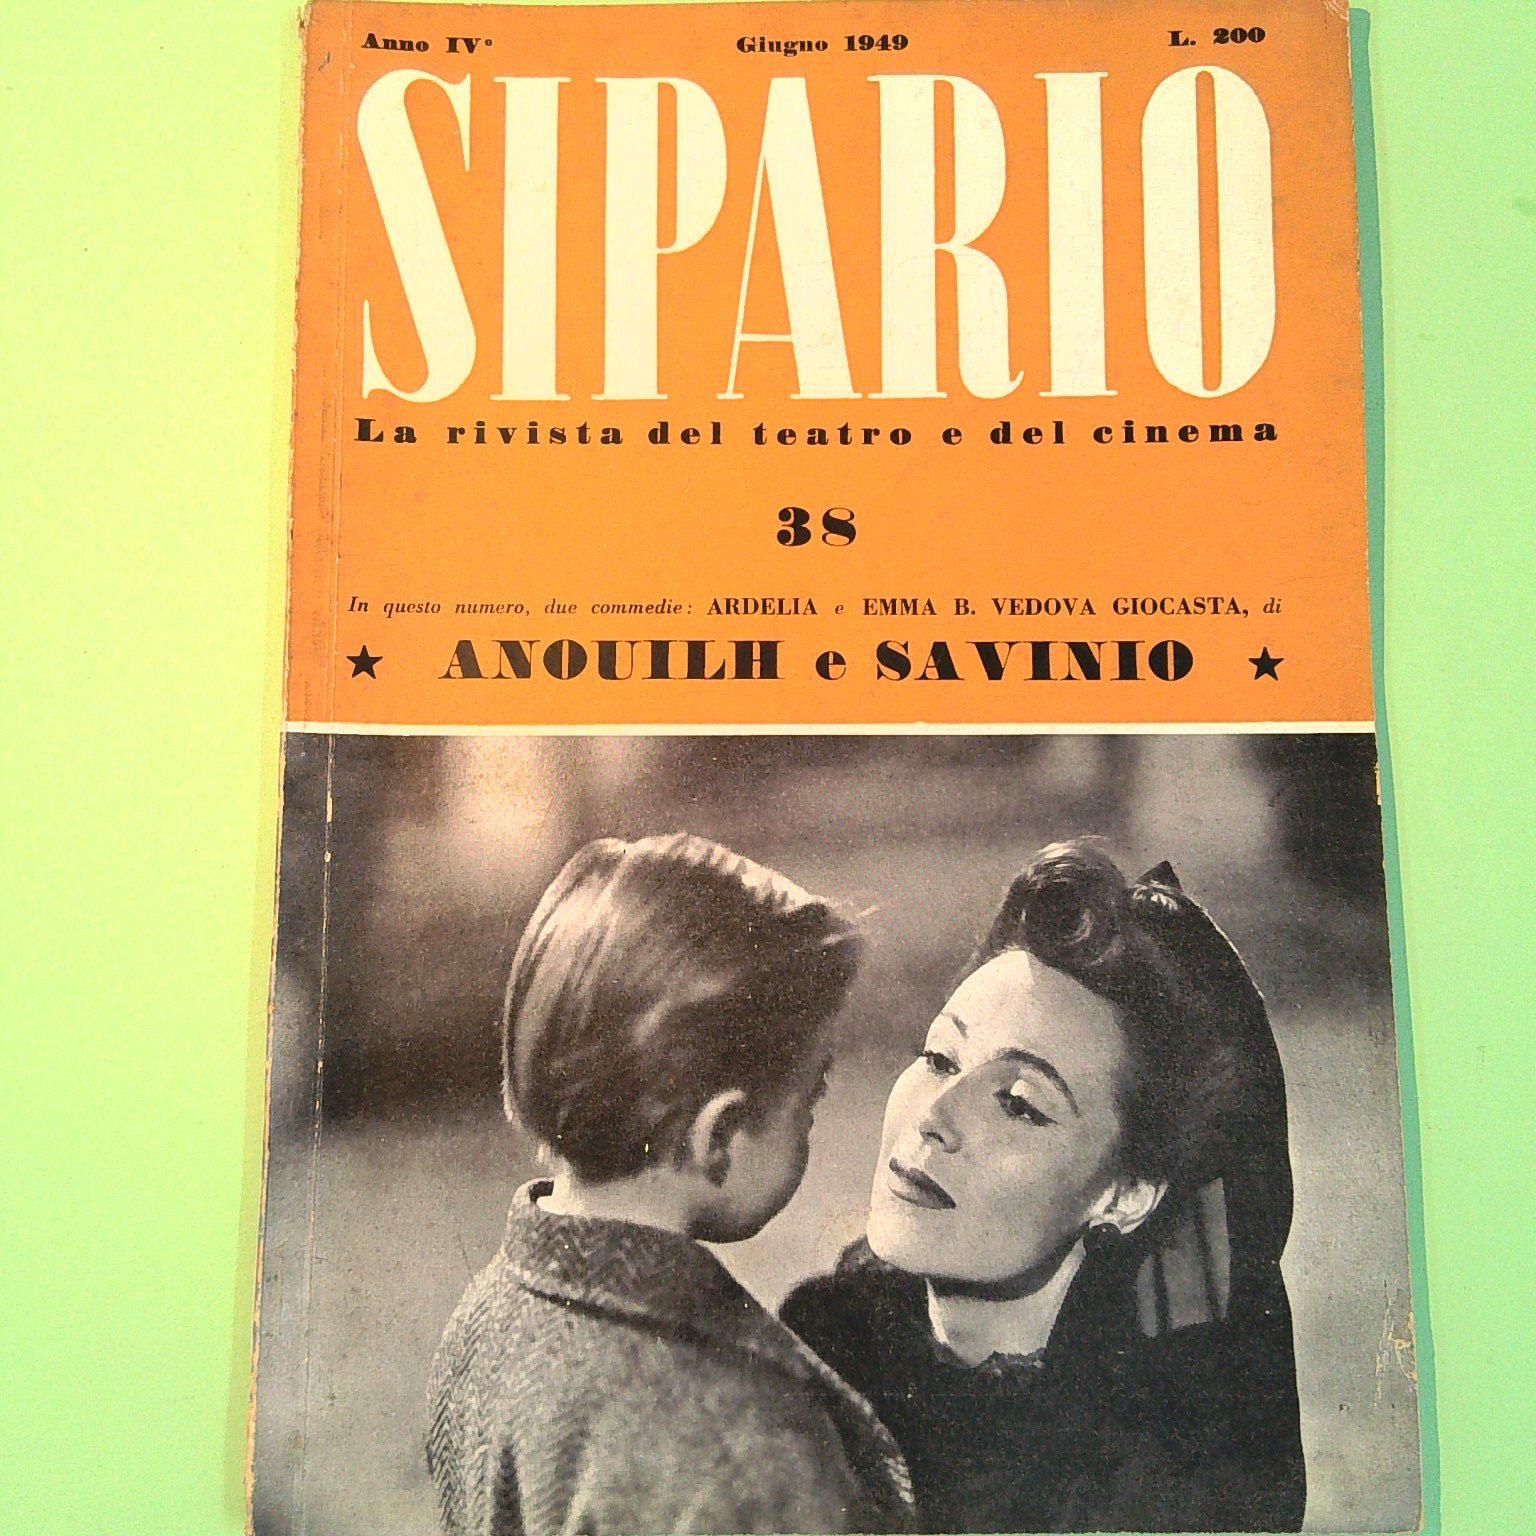 Anno IV° Giugno 1949 L. 200
SIPARIO
La rivista del teatro e del cinema
38
In questo numero, due commedie: ARDELIA e EMMA B. VEDOVA GIOCASTA, di
★ ANOUILH e SAVINIO ★